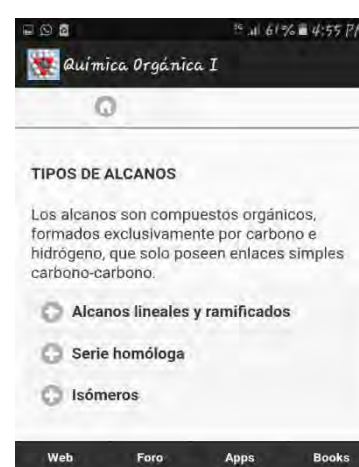 61% 4:55 PM
Química Orgánica I
TIPOS DE ALCANOS
Los alcanos son compuestos orgánicos,
formados exclusivamente por carbono e
hidrógeno, que solo poseen enlaces simples
carbono-carbono.
Alcanos lineales y ramificados
Serie homóloga
Isómeros
Web Foro Apps Books